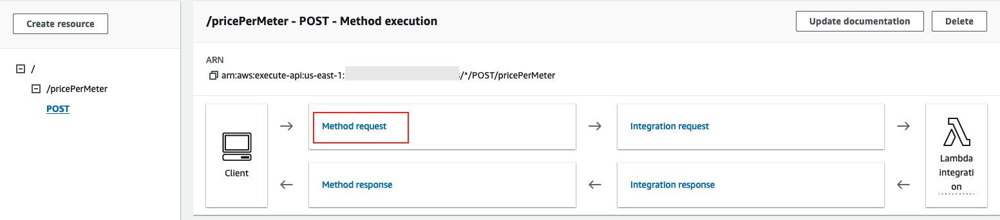 Create resource
/
/pricePerMeter
POST
/pricePerMeter - POST - Method execution
Update documentation
Delete
ARN
arn:aws:execute-api:us-east-1: /*/POST/pricePerMeter
Client
Method request
Integration request
Method response
Integration response
Lambda
integrati
on